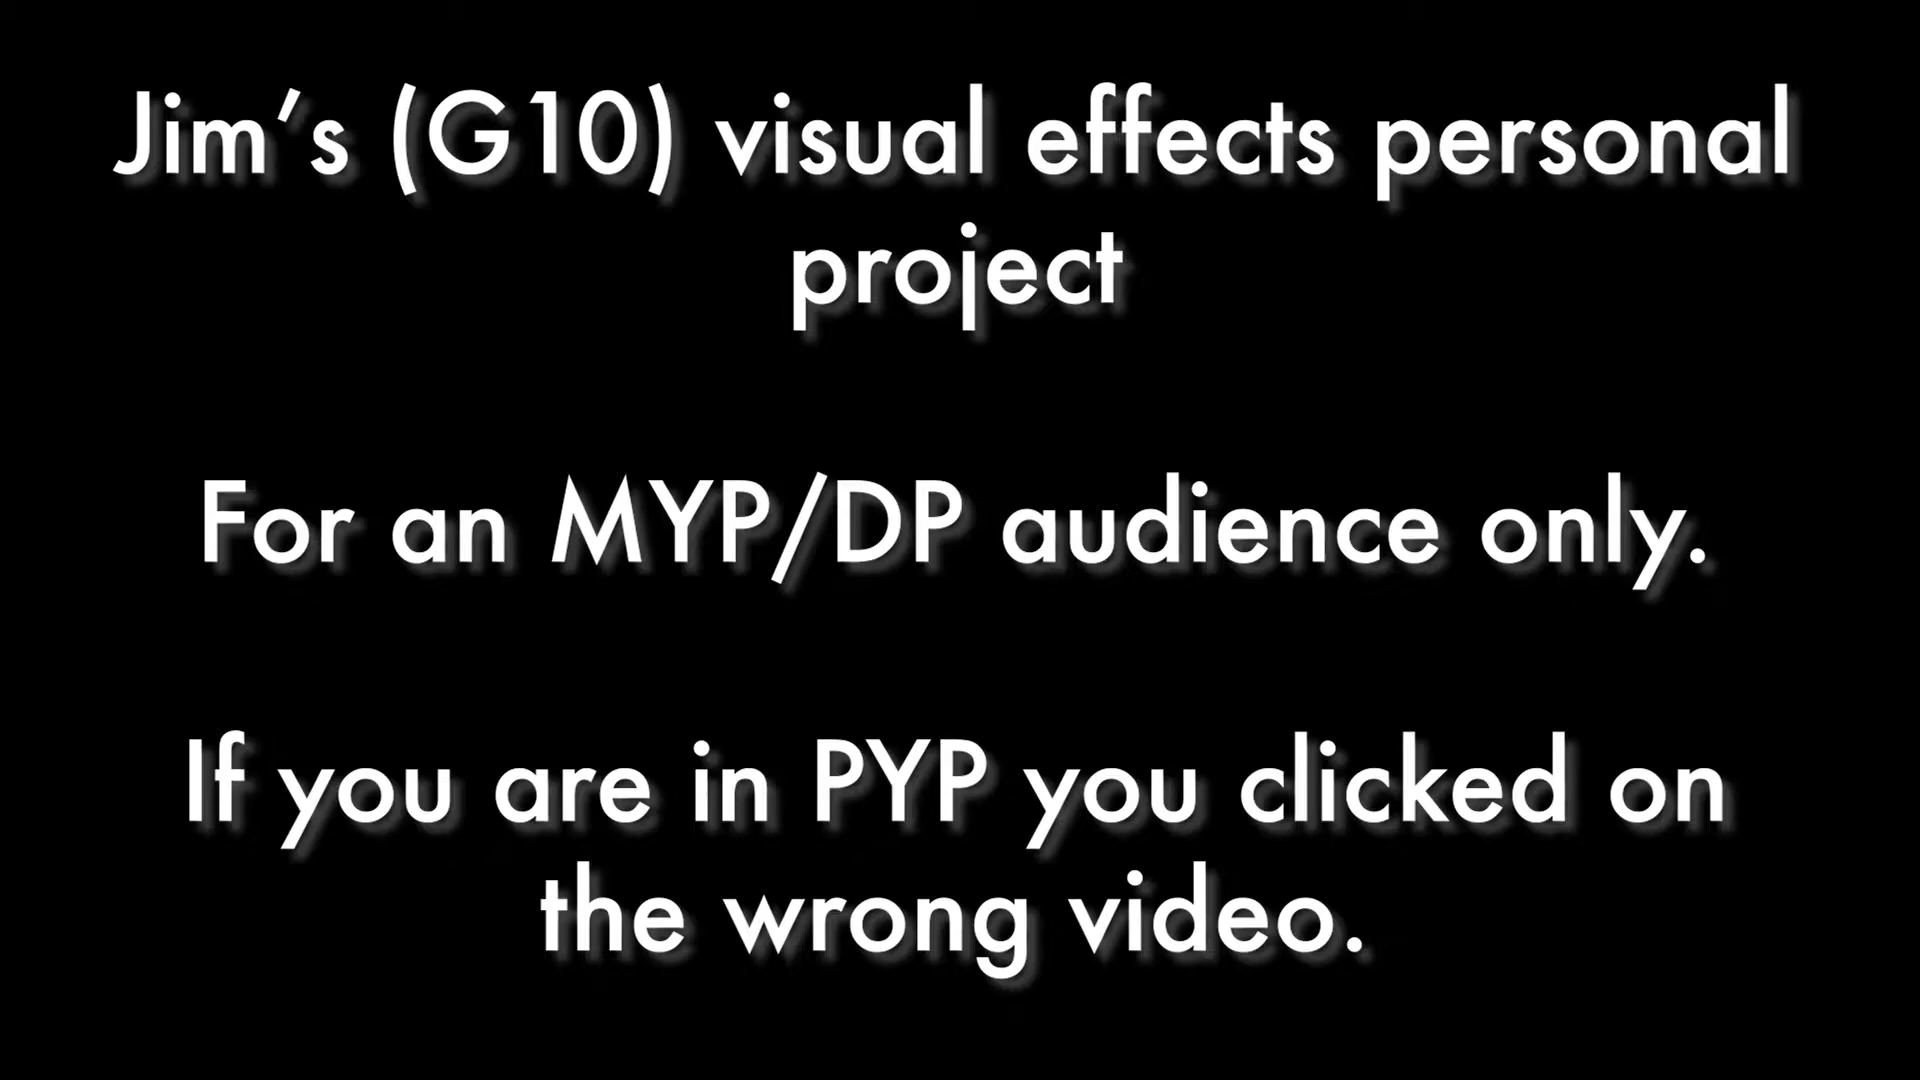 Jim’s (G10) visual effects personal
project
For an MYP/DP audience only.
If you are in PYP you clicked on
the wrong video.